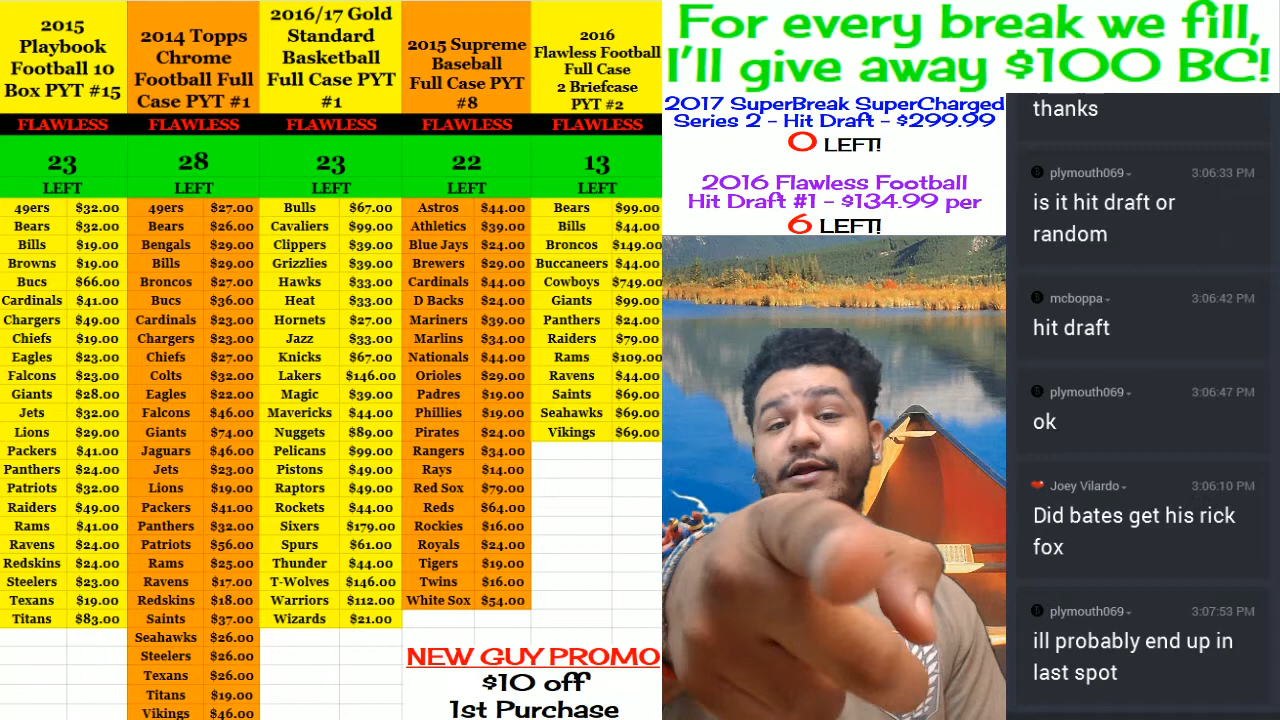 2015
Playbook
Football 10
Box PYT #15
FLAWLESS
23
LEFT
49ers $32.00
Bears $32.00
Bills $19.00
Browns $19.00
Bucs $66.00
Cardinals $41.00
Chargers $49.00
Chiefs $19.00
Eagles $23.00
Falcons $23.00
Giants $28.00
Jets $32.00
Lions $29.00
Packers $41.00
Panthers $24.00
Patriots $32.00
Raiders $49.00
Rams $41.00
Ravens $24.00
Redskins $24.00
Steelers $23.00
Texans $19.00
Titans $83.00
2014 Topps
Chrome
Football Full
Case PYT #1
FLAWLESS
28
LEFT
49ers $27.00
Bears $26.00
Bengals $29.00
Bills $29.00
Broncos $27.00
Bucs $36.00
Cardinals $23.00
Chargers $23.00
Chiefs $27.00
Colts $32.00
Eagles $22.00
Falcons $46.00
Giants $74.00
Jaguars $46.00
Jets $23.00
Lions $19.00
Packers $41.00
Panthers $32.00
Patriots $56.00
Rams $25.00
Ravens $17.00
Redskins $18.00
Saints $37.00
Seahawks $26.00
Steelers $26.00
Texans $26.00
Titans $19.00
Vikings $46.00
2016/17 Gold
Standard
Basketball
Full Case PYT
#1
FLAWLESS
23
LEFT
Bulls $67.00
Cavaliers $99.00
Clippers $39.00
Grizzlies $39.00
Hawks $33.00
Heat $33.00
Hornets $27.00
Jazz $33.00
Knicks $67.00
Lakers $146.00
Magic $39.00
Mavericks $44.00
Nuggets $89.00
Pelicans $99.00
Pistons $49.00
Raptors $49.00
Rockets $44.00
Sixers $179.00
Spurs $61.00
Thunder $44.00
T-Wolves $146.00
Warriors $112.00
Wizards $21.00
2015 Supreme
Baseball
Full Case PYT
#8
FLAWLESS
22
LEFT
Astros $44.00
Athletics $39.00
Blue Jays $24.00
Brewers $29.00
Cardinals $44.00
D Backs $24.00
Mariners $39.00
Marlins $34.00
Nationals $44.00
Orioles $29.00
Padres $19.00
Phillies $19.00
Pirates $24.00
Rangers $34.00
Rays $14.00
Red Sox $79.00
Reds $64.00
Rockies $16.00
Royals $24.00
Tigers $19.00
Twins $16.00
White Sox $54.00
2016
Flawless Football
Full Case
2 Briefcase
PYT #2
FLAWLESS
13
LEFT
Bears $99.00
Bills $44.00
Broncos $149.00
Buccaneers $44.00
Cowboys $749.00
Giants $99.00
Panthers $24.00
Raiders $79.00
Rams $109.00
Ravens $44.00
Saints $69.00
Seahawks $69.00
Vikings $69.00
NEW GUY PROMO
$10 off
1st Purchase
For every break we fill,
I'll give away $100 BC!
2017 SuperBreak SuperCharged
Series 2 - Hit Draft - $299.99
0 LEFT!
2016 Flawless Football
Hit Draft #1 - $134.99 per
6 LEFT!
thanks
plymouth069 3:06:33 PM
is it hit draft or
random
mcboppa 3:06:42 PM
hit draft
plymouth069 3:06:47 PM
ok
Joey Vilardo 3:06:10 PM
Did bates get his rick
fox
plymouth069 3:07:53 PM
ill probably end up in
last spot